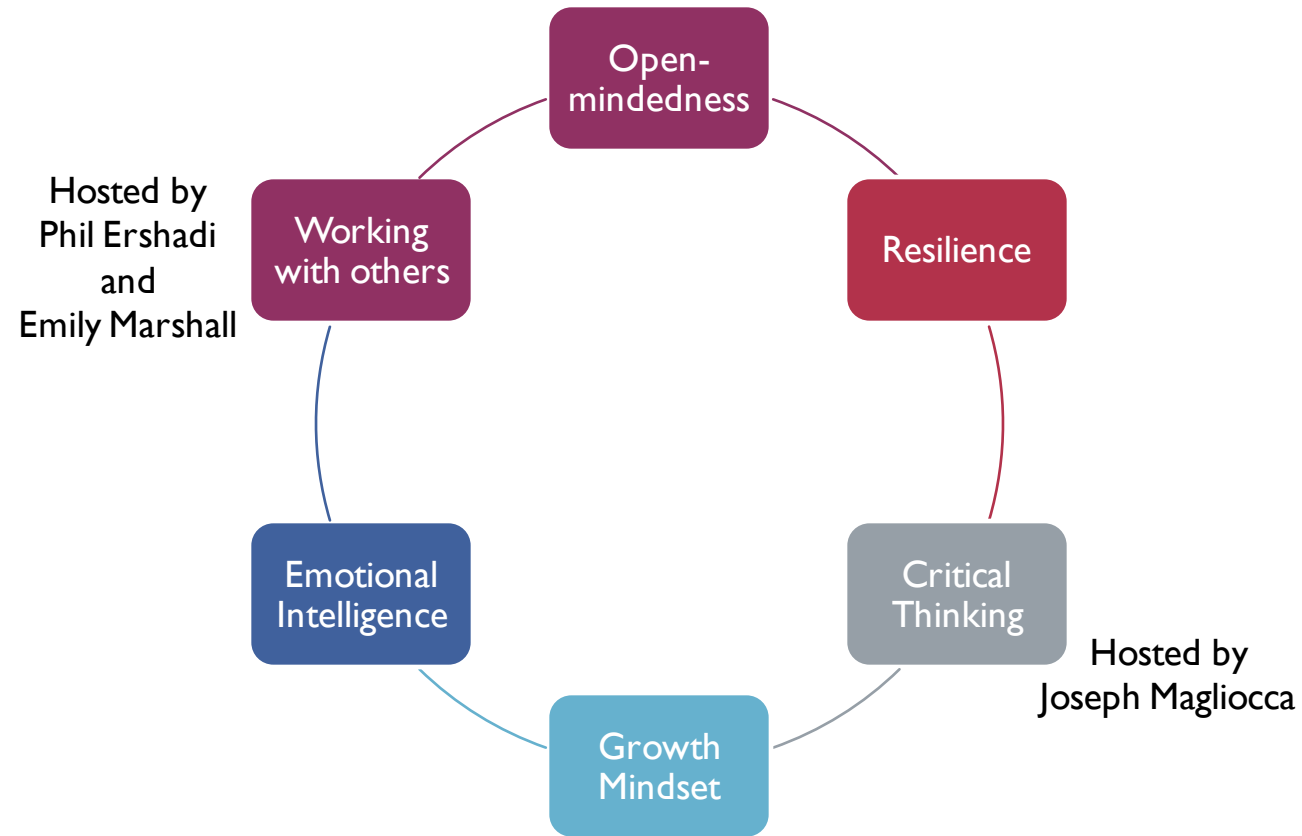 Open-
mindedness
Hosted by
Phil Ershadi
and
Emily Marshall
Working
with others
Resilience
Emotional
Intelligence
Critical
Thinking
Hosted by
Joseph Magliocca
Growth
Mindset